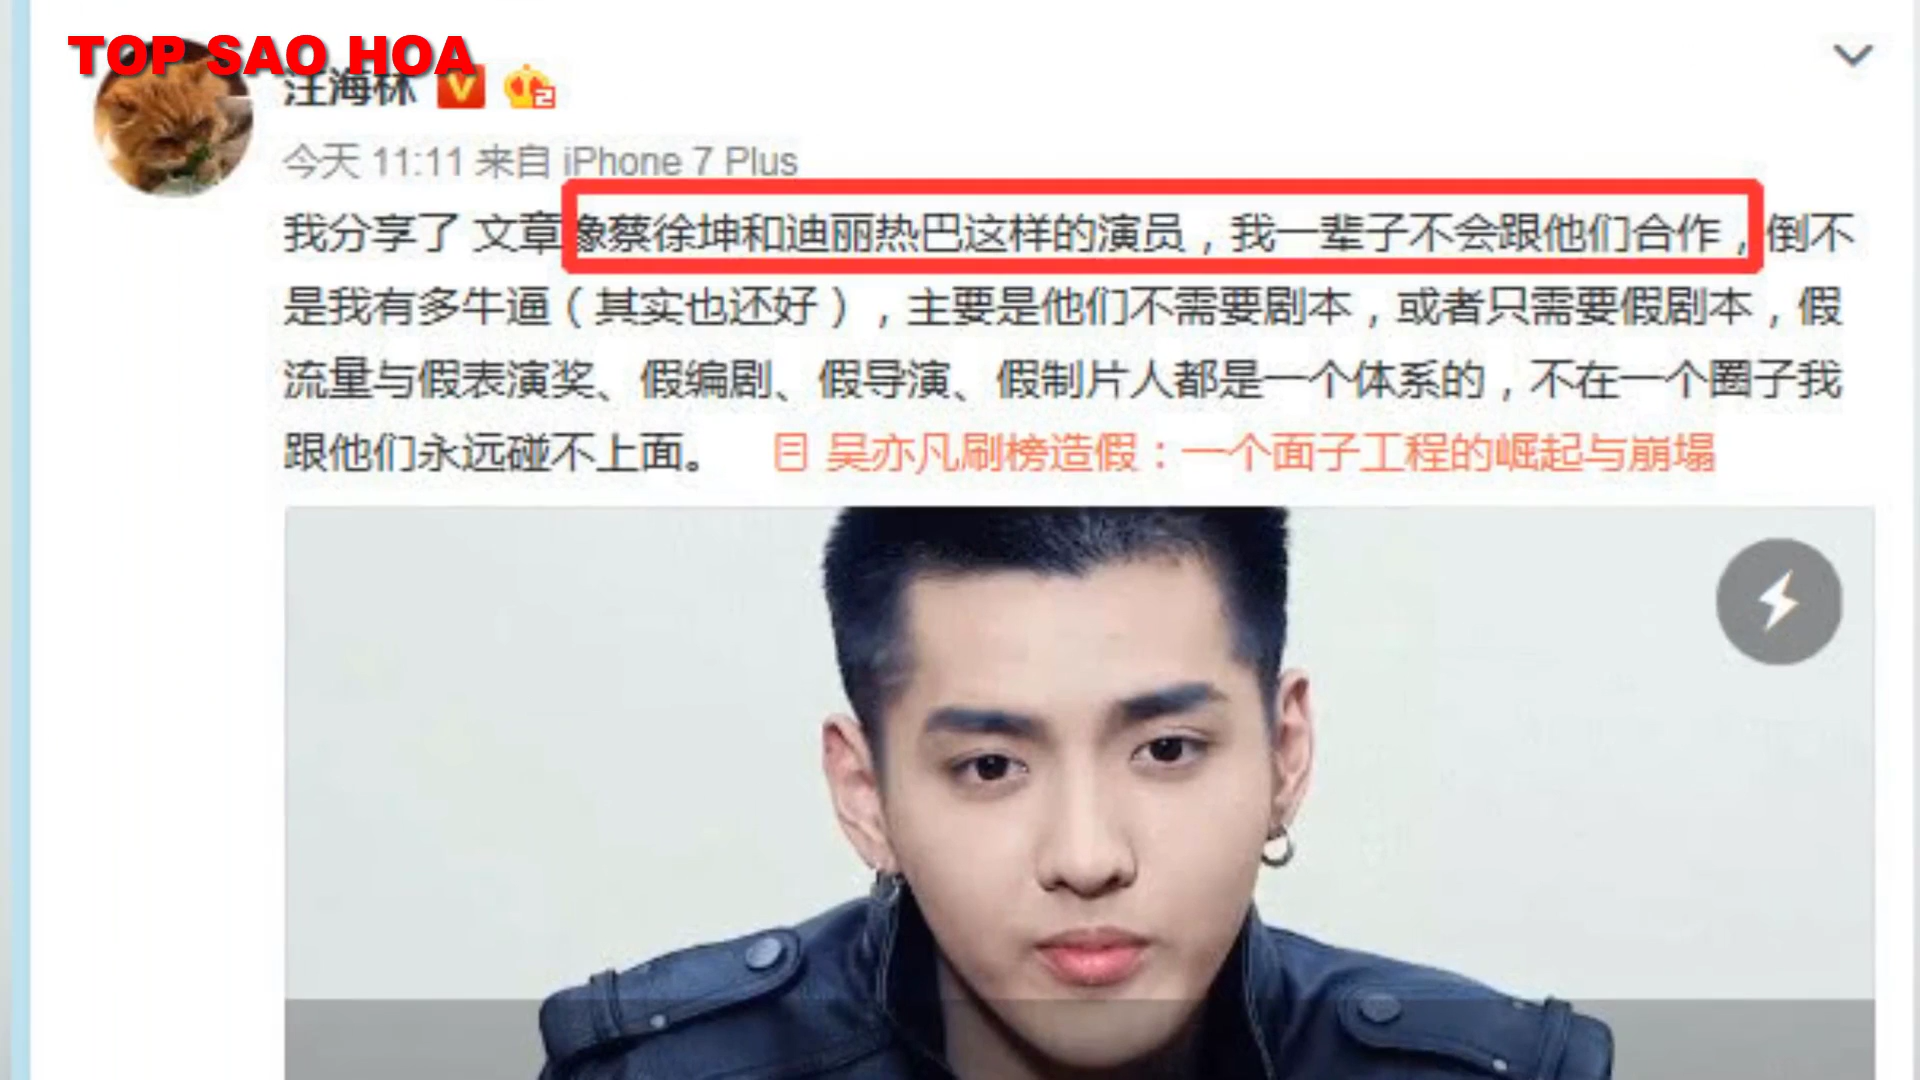 TOP SAO HOA
汪海林
今天 11:11 来自 iPhone 7 Plus
我分享了 文章像蔡徐坤和迪丽热巴这样的演员，我一辈子不会跟他们合作，倒不
是我有多牛逼（其实也还好），主要是他们不需要剧本，或者只需要假剧本，假
流量与假表演奖、假编剧、假导演、假制片人都是一个体系的，不在一个圈子我
跟他们永远碰不上面。 吴亦凡刷榜造假：一个面子工程的崛起与崩塌